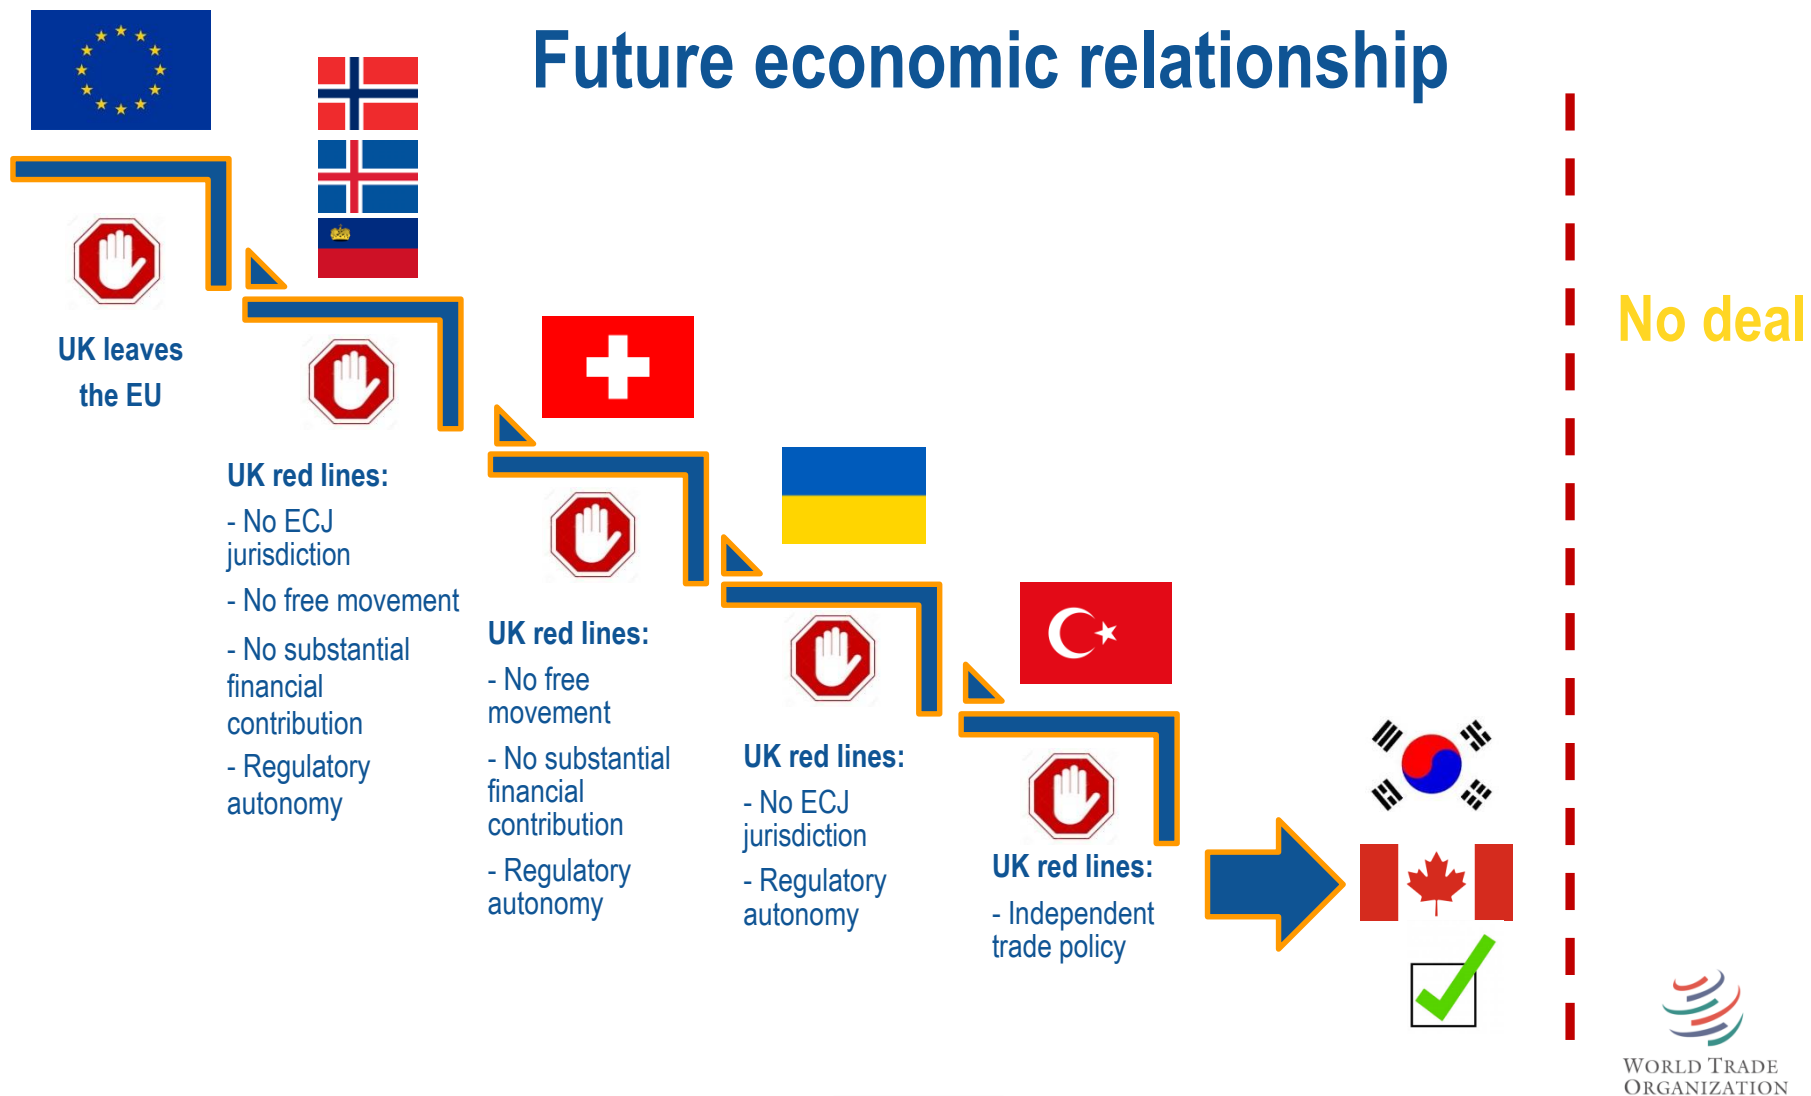 Future economic relationship
UK leaves
the EU
UK red lines:
- No ECJ
jurisdiction
- No free movement
- No substantial
financial
contribution
- Regulatory
autonomy
UK red lines:
- No free
movement
- No substantial
financial
contribution
- Regulatory
autonomy
UK red lines:
- No ECJ
jurisdiction
- Regulatory
autonomy
UK red lines:
- Independent
trade policy
No deal
WORLD TRADE
ORGANIZATION